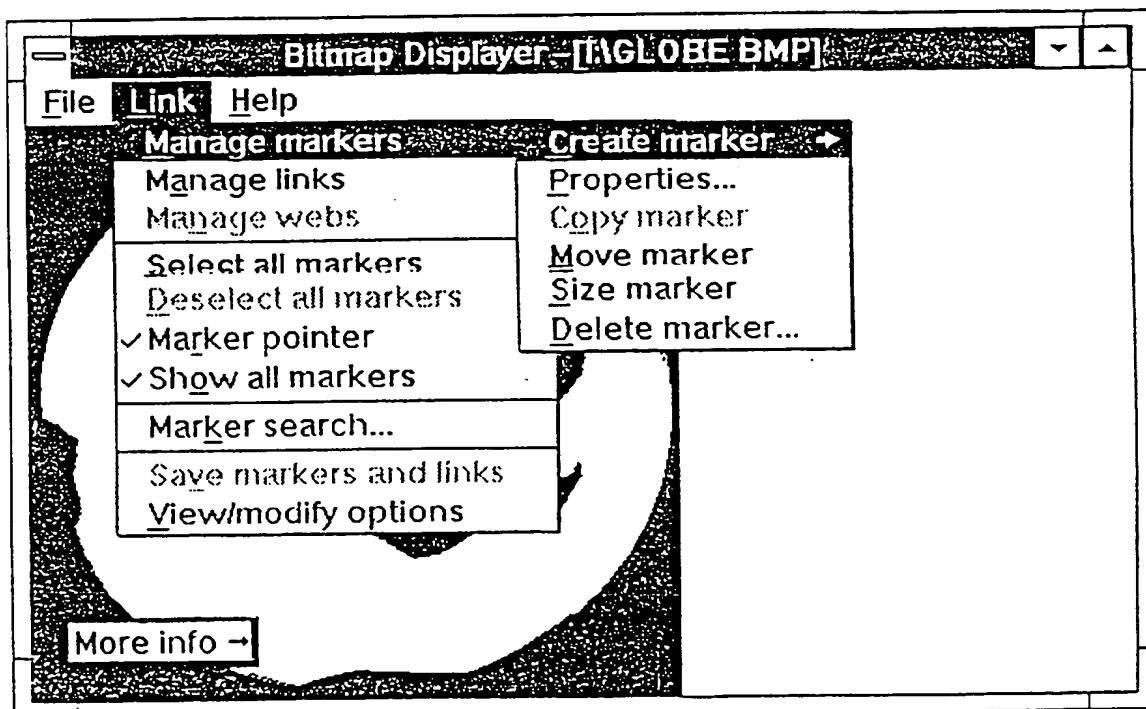 Bitmap Displayer-[I:\GLOBE BMP]
File Link Help
Manage markers
Manage links
Manage webs
Select all markers
Deselect all markers
✓ Marker pointer
✓ Show all markers
Marker search...
Save markers and links
View/modify options
Create marker →
Properties...
Copy marker
Move marker
Size marker
Delete marker...
More info →